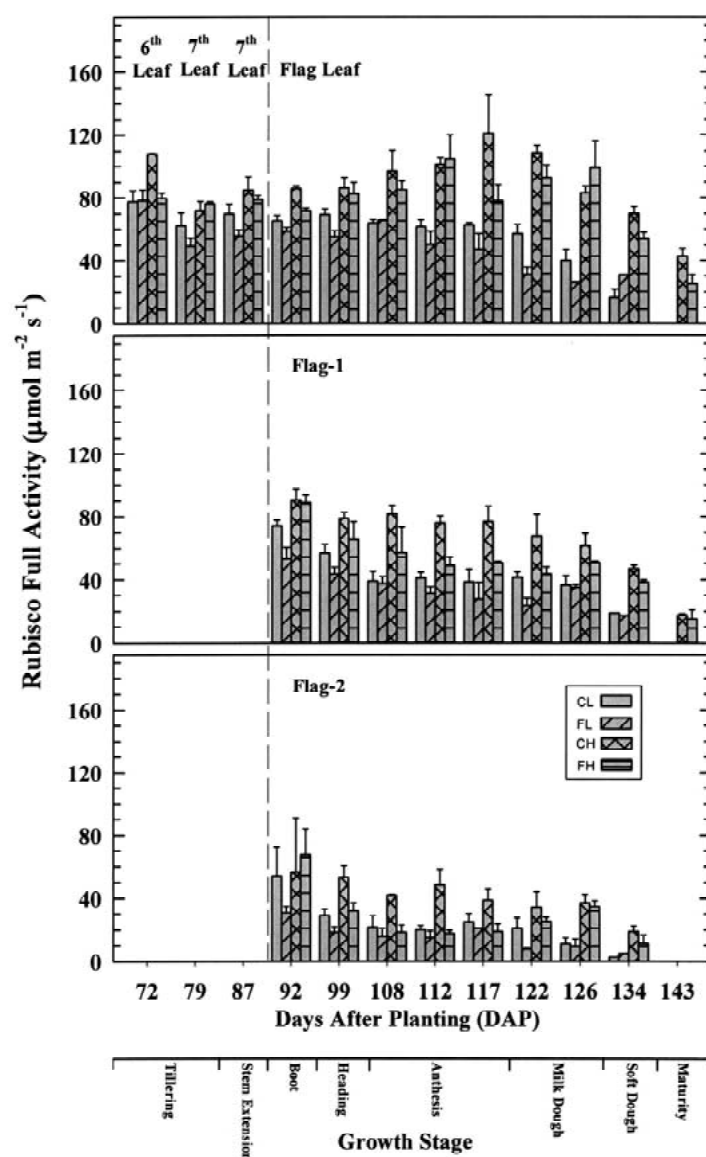 6th 7th 7th
Leaf Leaf Leaf Flag Leaf
160
120
80
40
0
Flag-1
160
120
80
40
0
Flag-2
160
120
80
40
0
CL
FL
CH
FH
Rubisco Full Activity (μmol m-2 s-1)
72 79 87 92 99 108 112 117 122 126 134 143
Days After Planting (DAP)
Tillering
Stem Extension
Boot
Heading
Anthesis
Milk Dough
Soft Dough
Maturity
Growth Stage